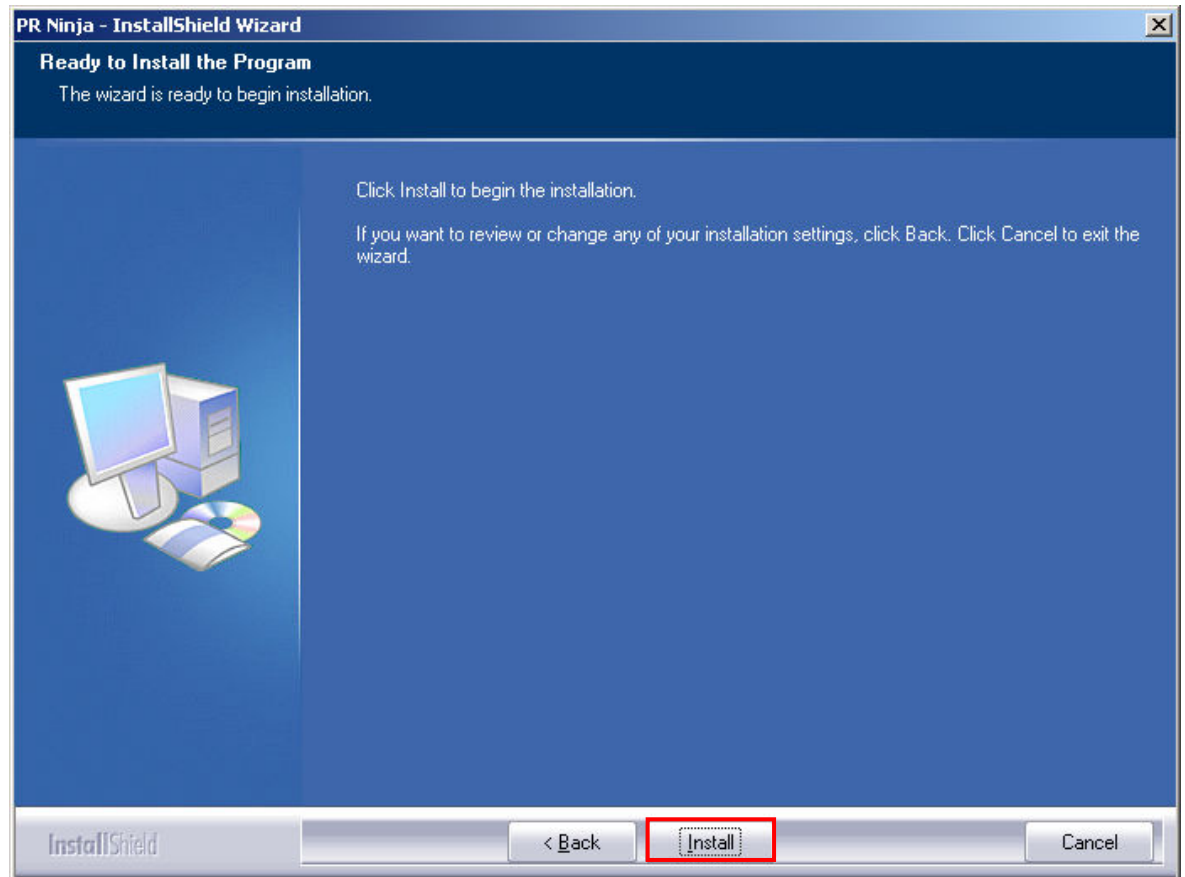 PR Ninja - InstallShield Wizard
Ready to Install the Program
The wizard is ready to begin installation.
Click Install to begin the installation.
If you want to review or change any of your installation settings, click Back. Click Cancel to exit the
wizard.
InstallShield
< Back
Install
Cancel